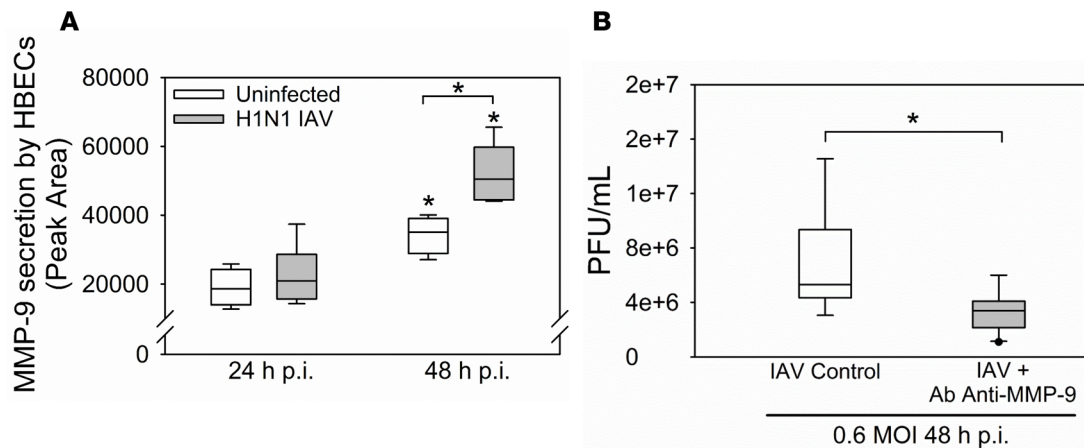 A
MMP-9 secretion by HBECs
(Peak Area)
80000
60000
40000
20000
0
Uninfected
H1N1 IAV
*
*
*
24 h p.i.
48 h p.i.
B
PFU/mL
2e+7
2e+7
1e+7
8e+6
4e+6
0
*
IAV Control
IAV +
Ab Anti-MMP-9
0.6 MOI 48 h p.i.